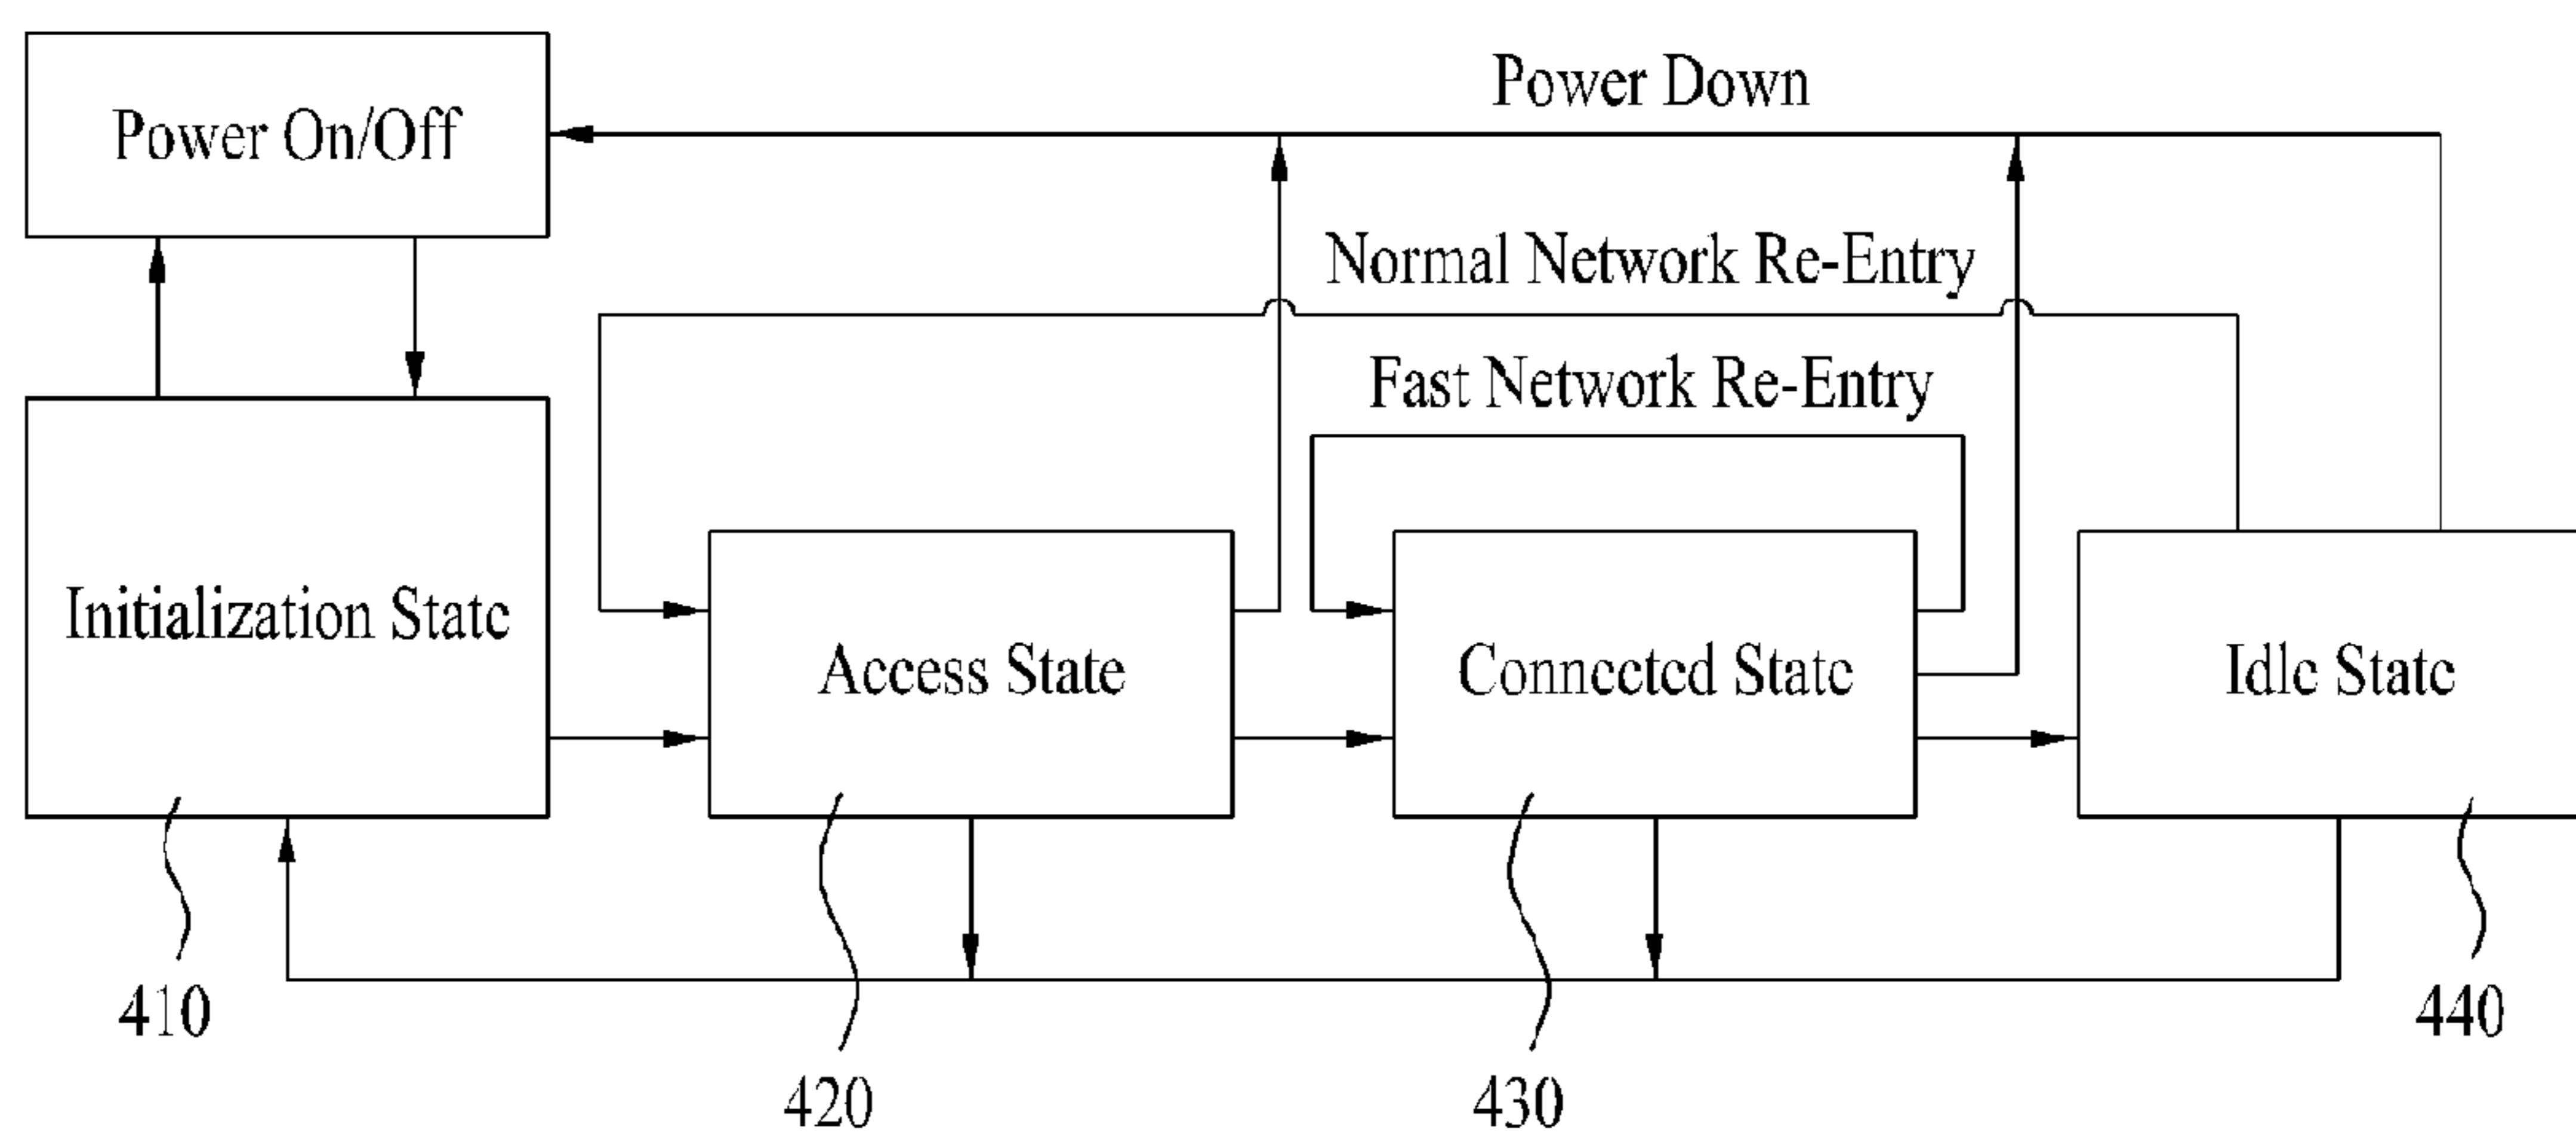 Power Down
Power On/Off
Normal Network Re-Entry
Fast Network Re-Entry
Initialization State
Access State
Connected State
Idle State
410
440
420
430